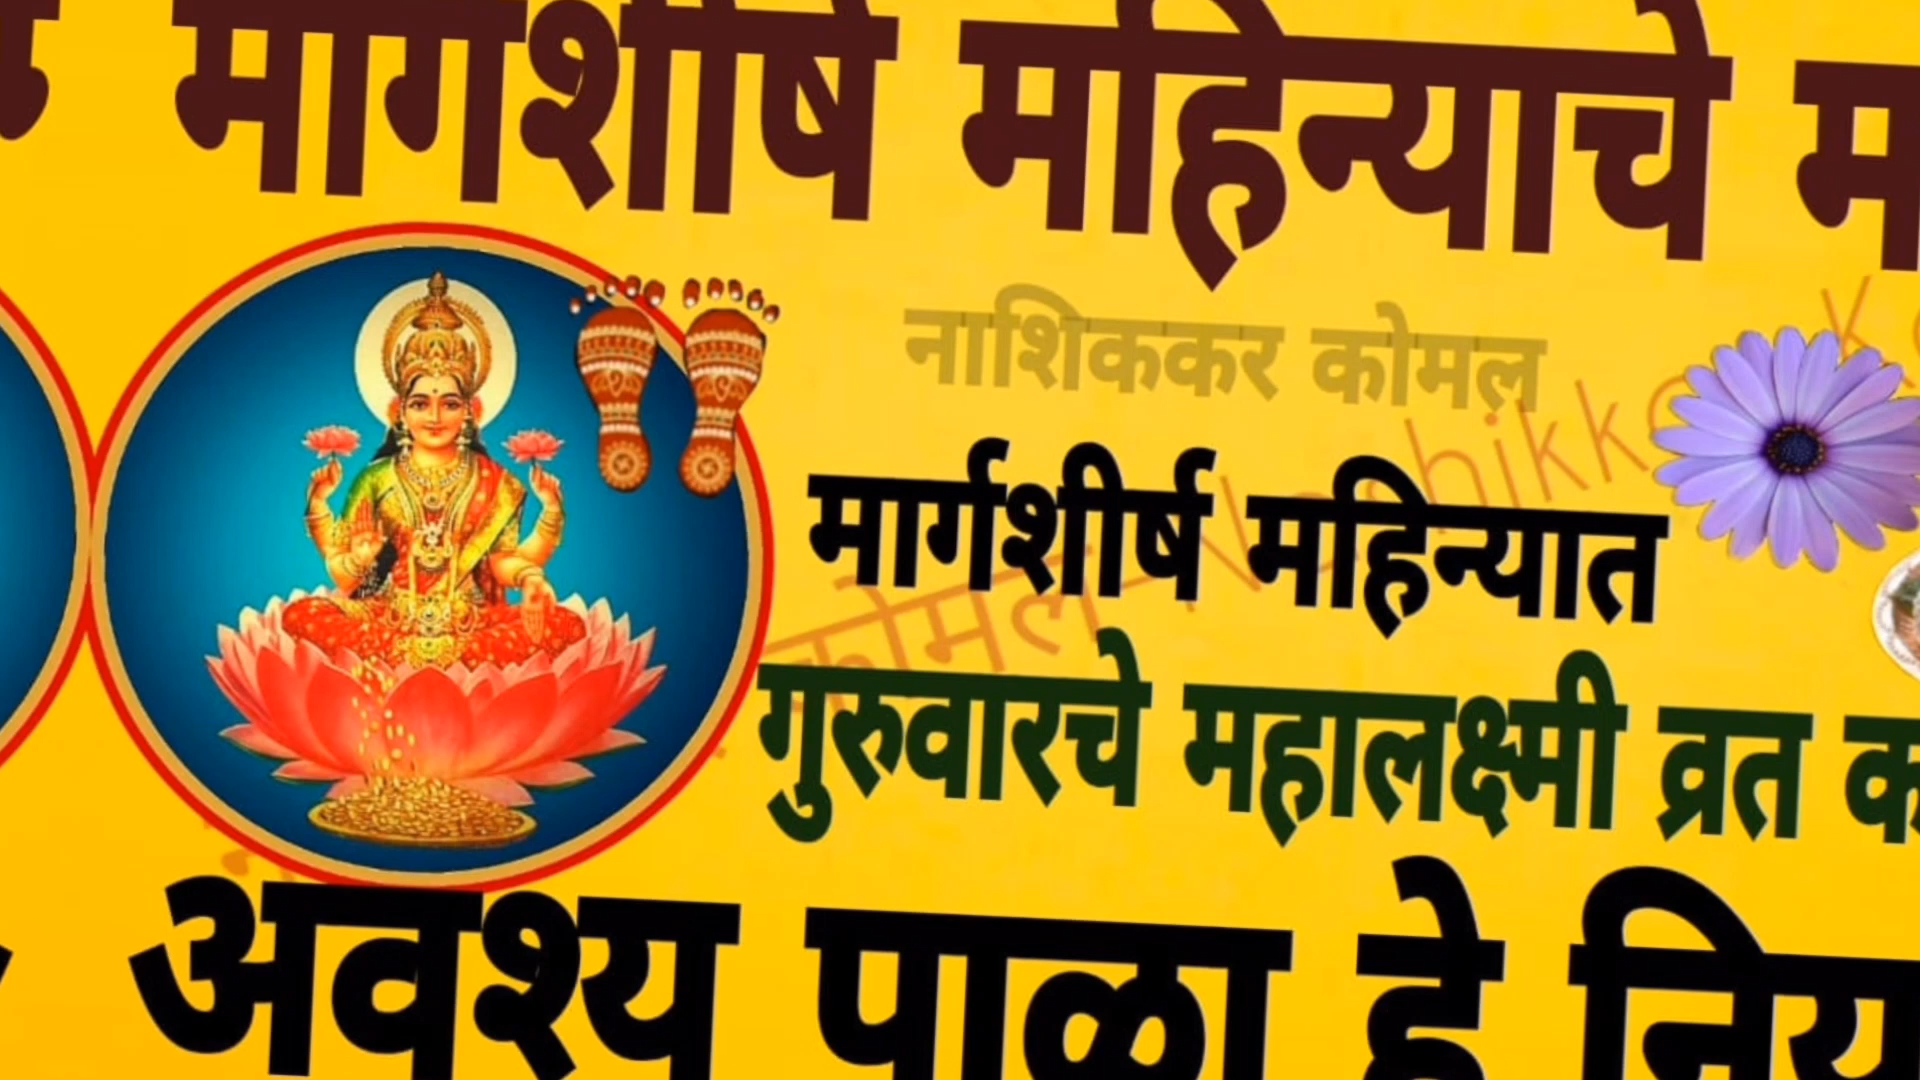 मार्गशीर्ष महिन्याचे
नाशिककर कोमल
मार्गशीर्ष महिन्यात
गुरुवारचे महालक्ष्मी व्रत
अवश्य पाळा हे